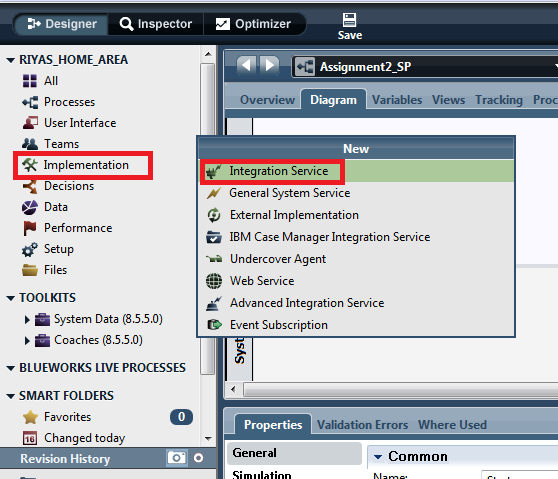 Designer
Inspector
Optimizer
Save
RIYAS_HOME_AREA
All
Processes
User Interface
Teams
Implementation
Decisions
Data
Performance
Setup
Files
TOOLKITS
System Data (8.5.5.0)
Coaches (8.5.5.0)
BLUEWORKS LIVE PROCESSES
SMART FOLDERS
Favorites 0
16 Changed today
Revision History
Assignment2_SP
Overview Diagram Variables Views Tracking Proc
New
Integration Service
General System Service
External Implementation
IBM Case Manager Integration Service
Undercover Agent
Web Service
Advanced Integration Service
Event Subscription
Syst
Properties Validation Errors Where Used
General
Simulation
Common
Name: